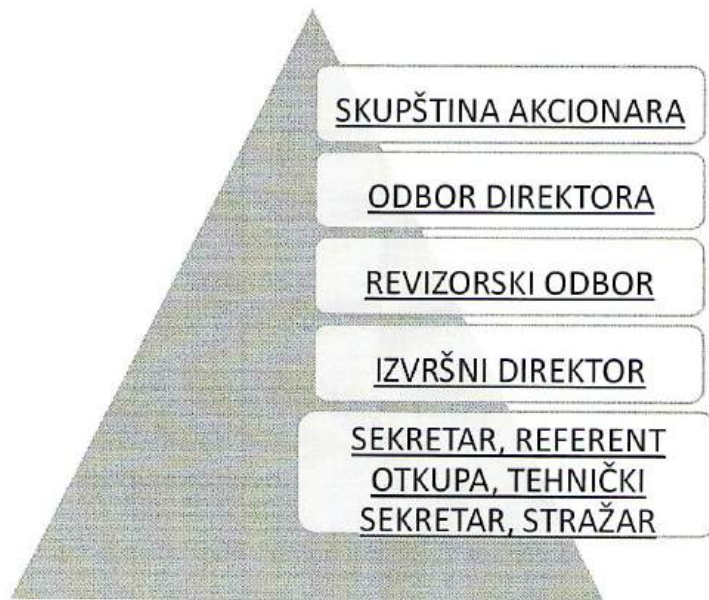 SKUPŠTINA AKCIONARA
ODBOR DIREKTORA
REVIZORSKI ODBOR
IZVRŠNI DIREKTOR
SEKRETAR, REFERENT
OTKUPA, TEHNIČKI
SEKRETAR, STRAŽAR